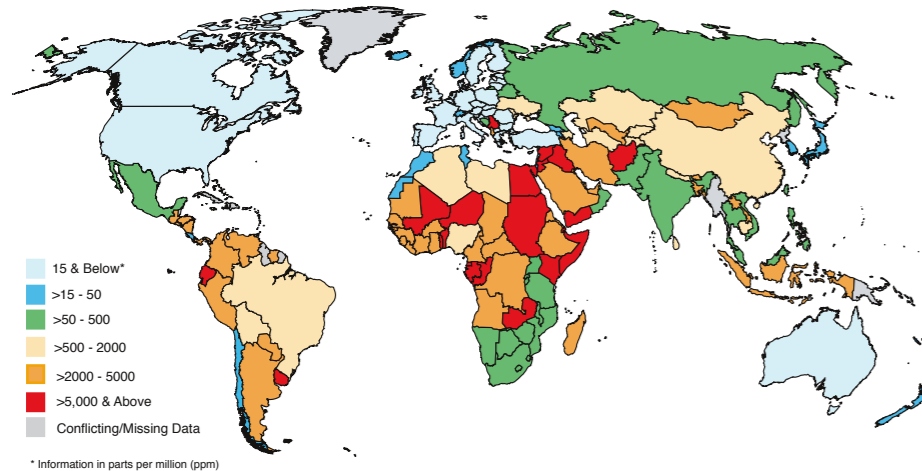 15 & Below*
>15 - 50
>50 - 500
>500 - 2000
>2000 - 5000
>5,000 & Above
Conflicting/Missing Data
* Information in parts per million (ppm)